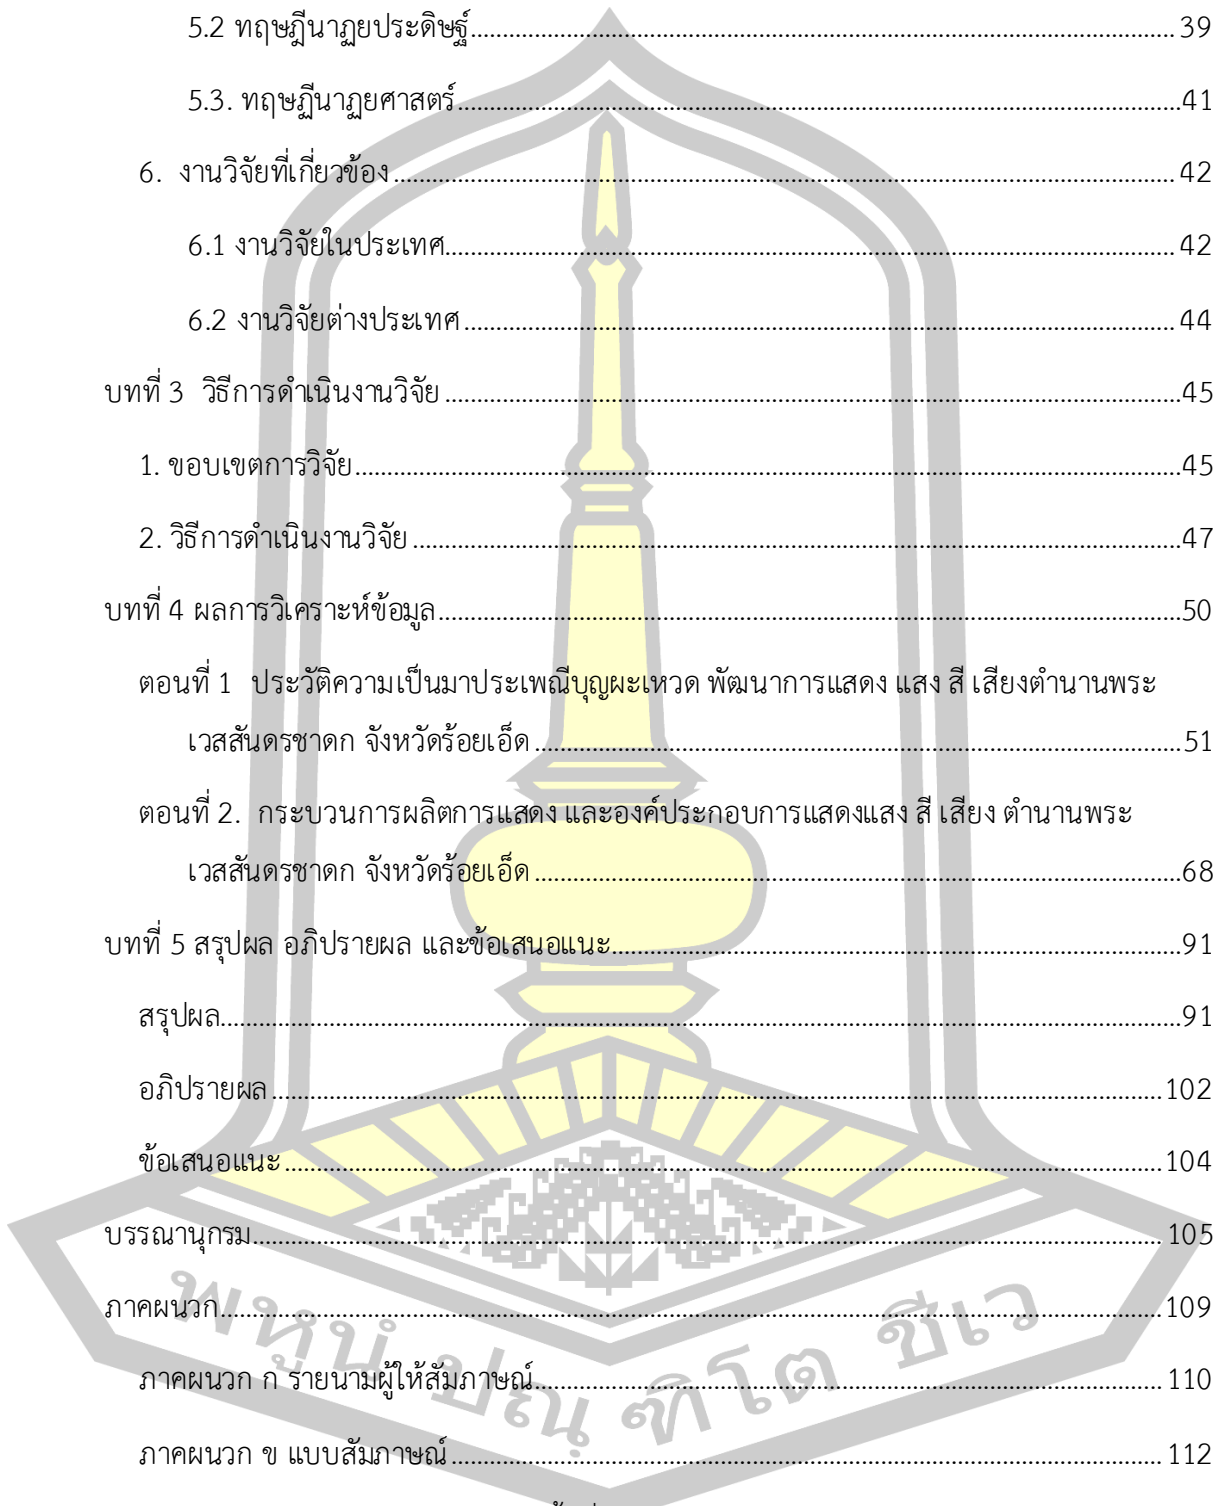 5.2 ทฤษฎีนาฏยประดิษฐ์ 39
5.3. ทฤษฏีนาฏยศาสตร์ 41
6. งานวิจัยที่เกี่ยวข้อง 42
6.1 งานวิจัยในประเทศ 42
6.2 งานวิจัยต่างประเทศ 44
บทที่ 3 วิธีการดำเนินงานวิจัย 45
1. ขอบเขตการวิจัย 45
2. วิธีการดำเนินงานวิจัย 47
บทที่ 4 ผลการวิเคราะห์ข้อมูล 50
ตอนที่ 1 ประวัติความเป็นมาประเพณีบุญผะเหวด พัฒนาการแสดง แสง สี เสียงตำนานพระ
เวสสันดรชาดก จังหวัดร้อยเอ็ด 51
ตอนที่ 2. กระบวนการผลิตการแสดง และองค์ประกอบการแสดงแสง สี เสียง ตำนานพระ
เวสสันดรชาดก จังหวัดร้อยเอ็ด 68
บทที่ 5 สรุปผล อภิปรายผล และข้อเสนอแนะ 91
สรุปผล 91
อภิปรายผล 102
ข้อเสนอแนะ 104
บรรณานุกรม 105
ภาคผนวก 109
ภาคผนวก ก รายนามผู้ให้สัมภาษณ์ 110
ภาคผนวก ข แบบสัมภาษณ์ 112
พหูนํ ปณฺฑิโต ชีเว